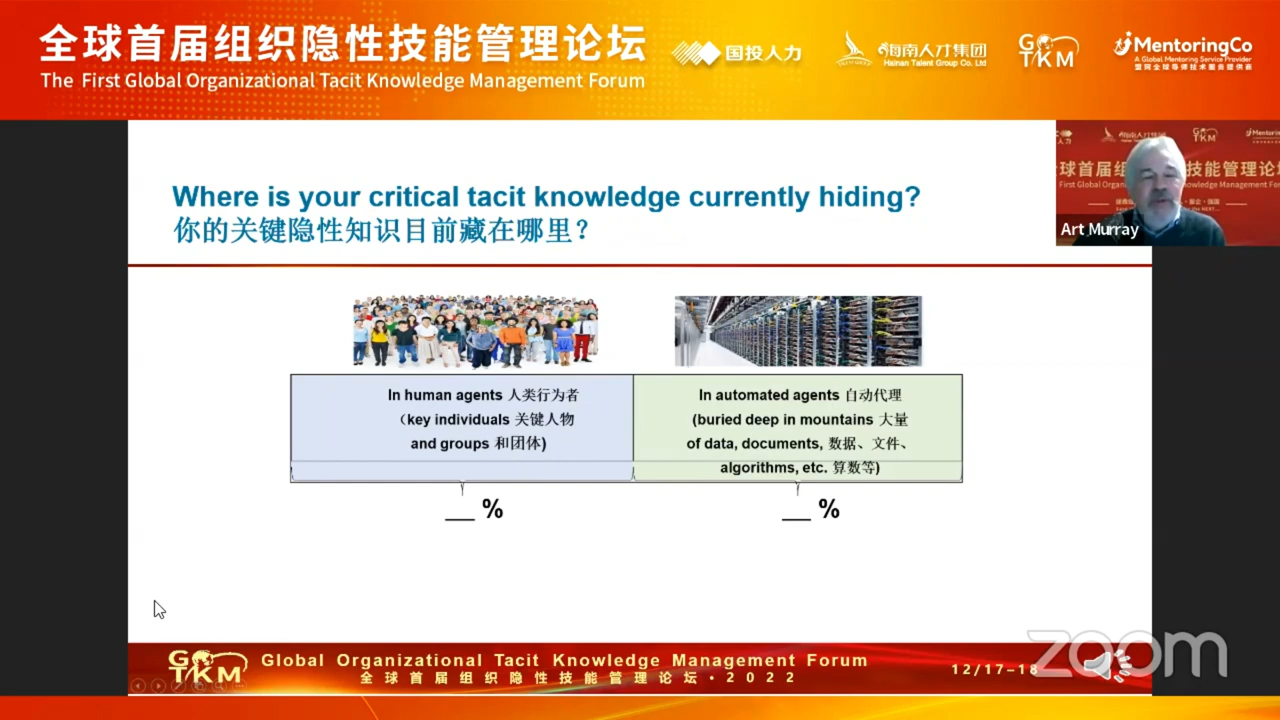 全球首届组织隐性技能管理论坛
The First Global Organizational Tacit Knowledge Management Forum
国投人力
海南人才集团
Hainan Talent Group Co. Ltd
GOTKM
MentoringCo
A Global Mentoring Service Provider
Where is your critical tacit knowledge currently hiding?
你的关键隐性知识目前藏在哪里？
Art Murray
In human agents 人类行为者
（key individuals 关键人物
and groups 和团体)
In automated agents 自动代理
(buried deep in mountains 大量
of data, documents, 数据、文件、
algorithms, etc. 算数等)
___ %
___ %
GOTKM
Global Organizational Tacit Knowledge Management Forum
全球首届组织隐性技能管理论坛·2022
12/17-18
zoom